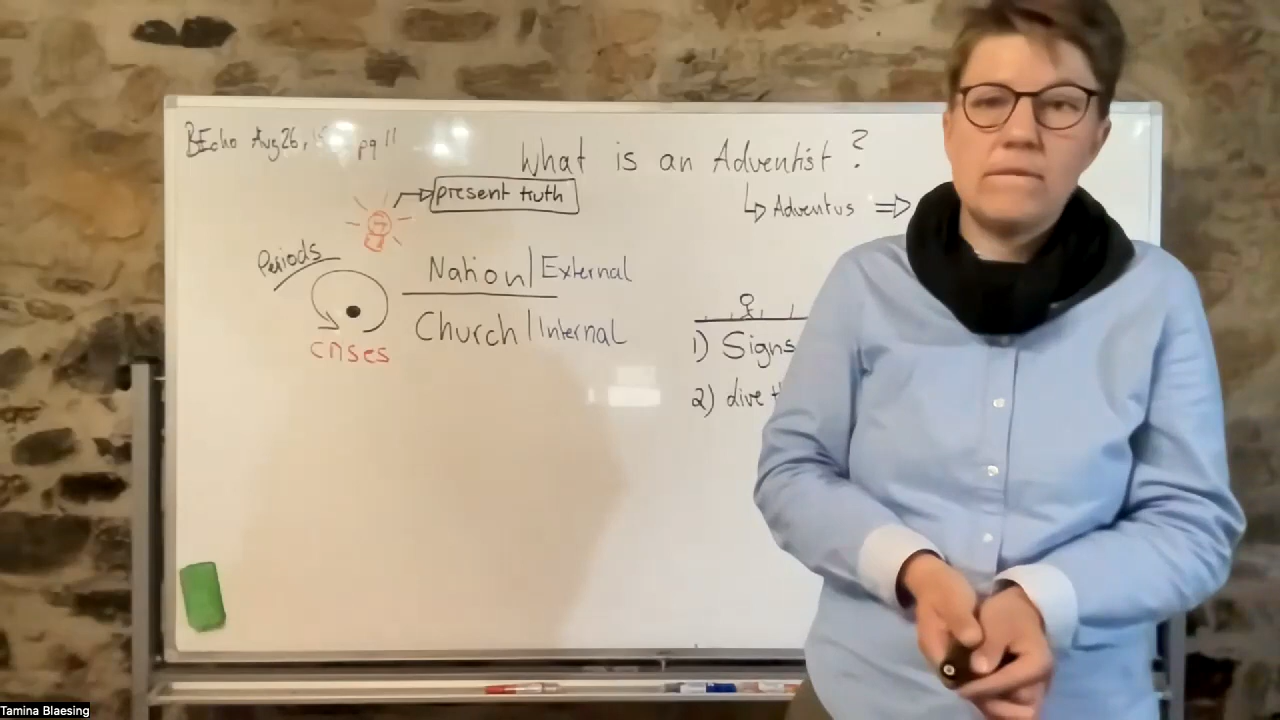 BEcho Aug 26, pg 11
What is an Adventist ?
present truth
Adventus
Periods
Nation | External
Church | Internal
crises
1) Signs
2) dive
Tamina Blaesing